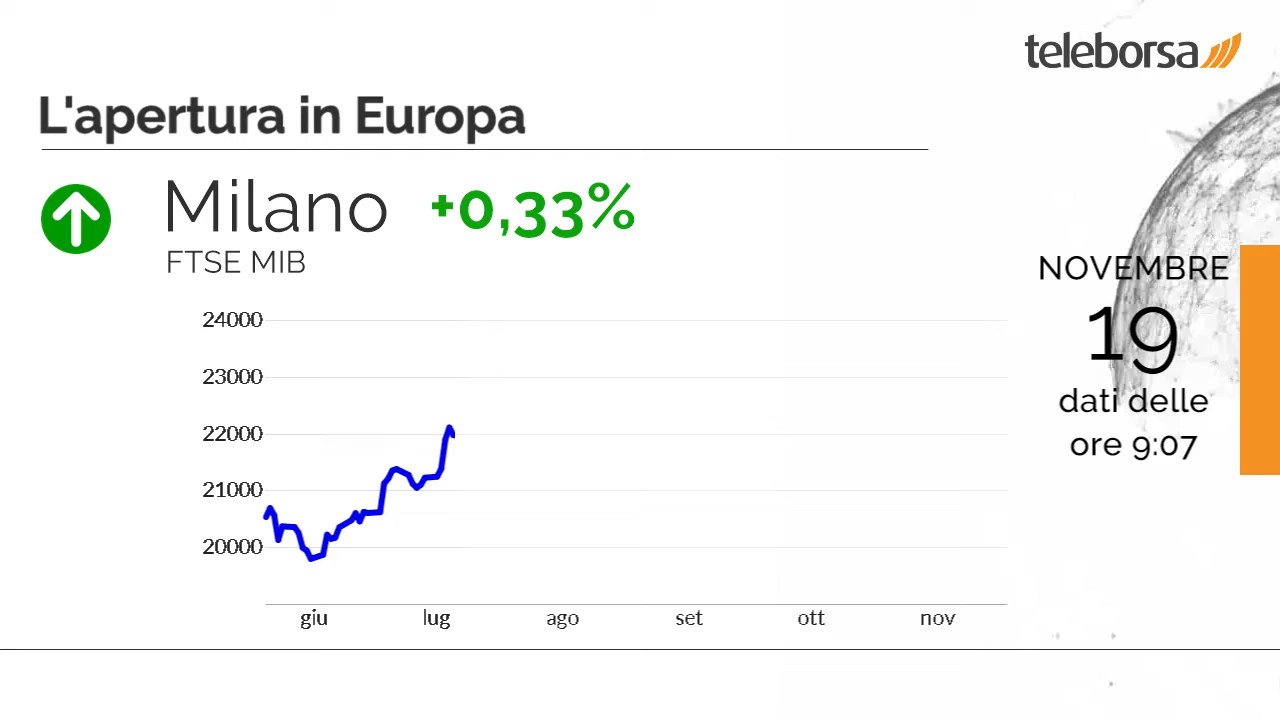 teleborsa
L'apertura in Europa
Milano +0,33%
FTSE MIB
NOVEMBRE
19
dati delle
ore 9:07
24000
23000
22000
21000
20000
giu lug ago set ott nov